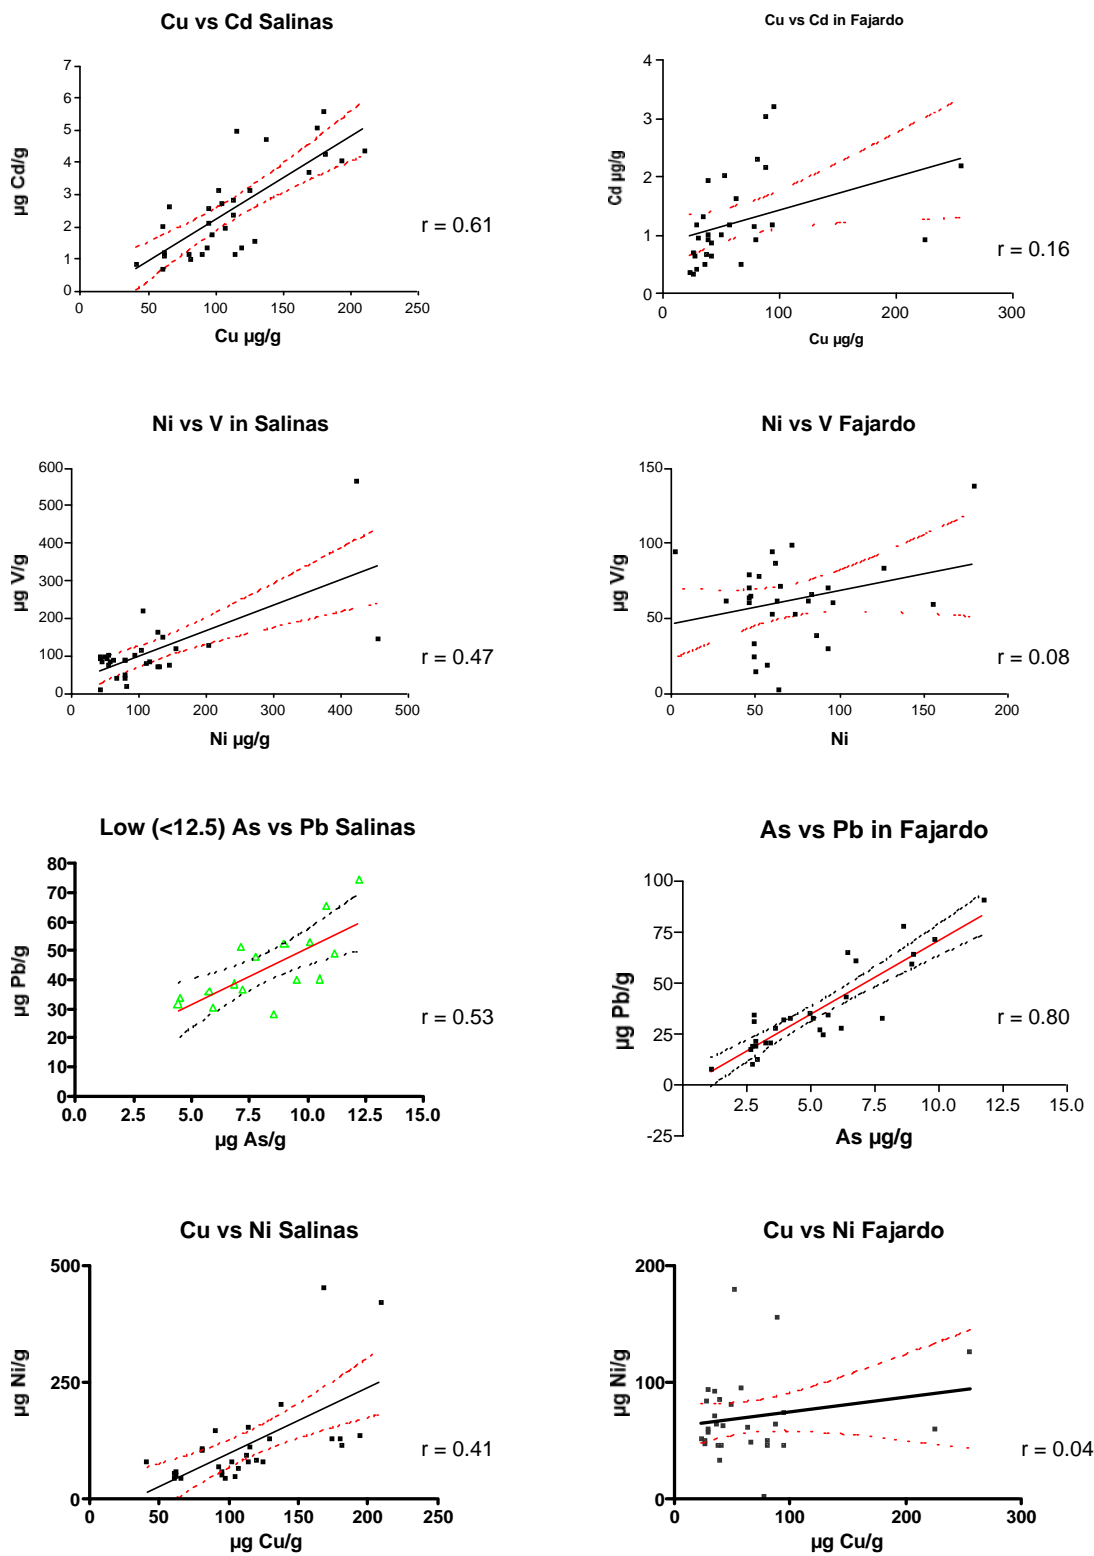 Cu vs Cd Salinas
7
6
5
4
3
2
1
0
µg Cd/g
0 50 100 150 200 250
Cu µg/g
r = 0.61
Cu vs Cd in Fajardo
4
3
2
1
0
Cd µg/g
0 100 200 300
Cu µg/g
r = 0.16
Ni vs V in Salinas
600
500
400
300
200
100
0
µg V/g
0 100 200 300 400 500
Ni µg/g
r = 0.47
Ni vs V Fajardo
150
100
50
0
µg V/g
0 50 100 150 200
Ni
r = 0.08
Low (<12.5) As vs Pb Salinas
80
70
60
50
40
30
20
10
0
µg Pb/g
0.0 2.5 5.0 7.5 10.0 12.5 15.0
µg As/g
r = 0.53
As vs Pb in Fajardo
100
75
50
25
0
-25
µg Pb/g
2.5 5.0 7.5 10.0 12.5 15.0
As µg/g
r = 0.80
Cu vs Ni Salinas
500
250
0
µg Ni/g
0 50 100 150 200 250
µg Cu/g
r = 0.41
Cu vs Ni Fajardo
200
100
0
µg Ni/g
0 100 200 300
µg Cu/g
r = 0.04